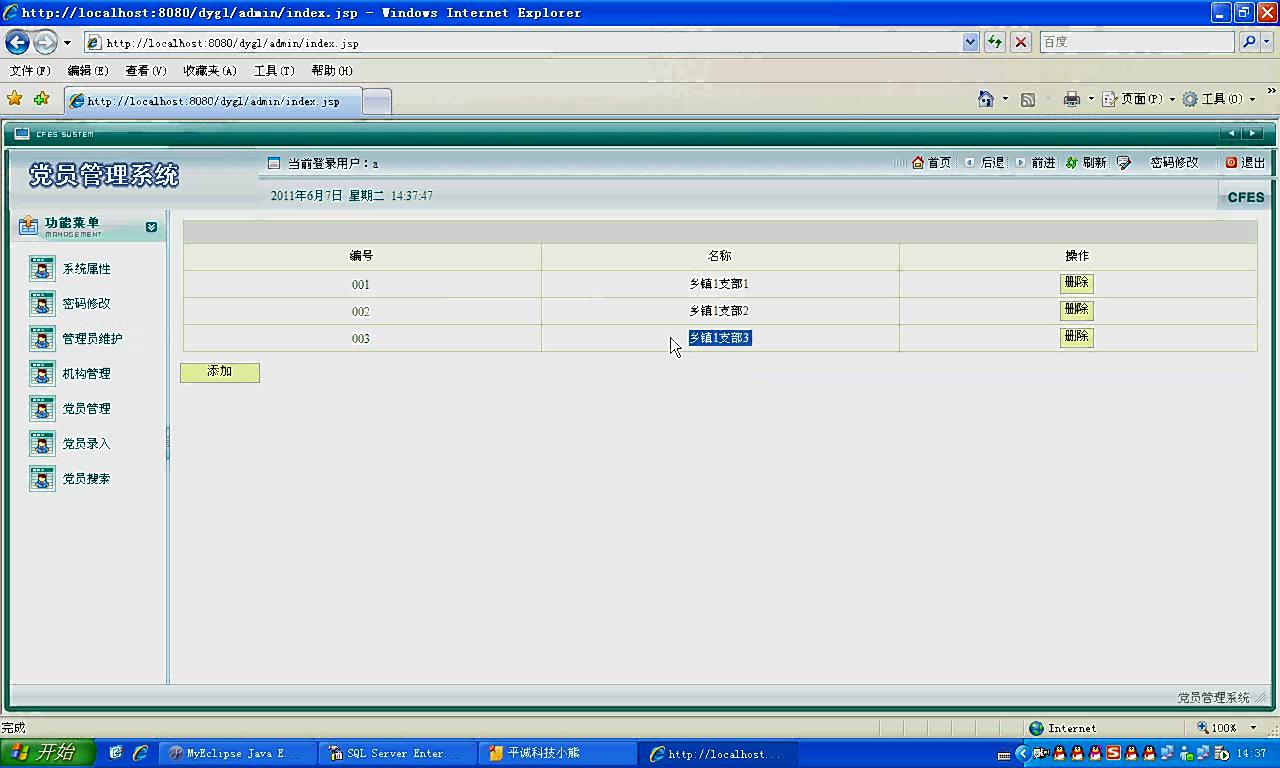 http://localhost:8080/dygl/admin/index.jsp - Windows Internet Explorer
http://localhost:8080/dygl/admin/index.jsp
百度
文件(F) 编辑(E) 查看(V) 收藏夹(A) 工具(T) 帮助(H)
http://localhost:8080/dygl/admin/index.jsp
页面(P) 工具(O)
CFES SYSTEM
党员管理系统
当前登录用户：a
首页 后退 前进 刷新 密码修改 退出
2011年6月7日 星期二 14:37:47
CFES
功能菜单
MANAGEMENT
系统属性
密码修改
管理员维护
机构管理
党员管理
党员录入
党员搜索
编号 名称 操作
001 乡镇1支部1 删除
002 乡镇1支部2 删除
003 乡镇1支部3 删除
添加
党员管理系统
完成
Internet
100%
开始
MyEclipse Java E...
SQL Server Enter...
平诚科技小熊
http://localhost...
14:37